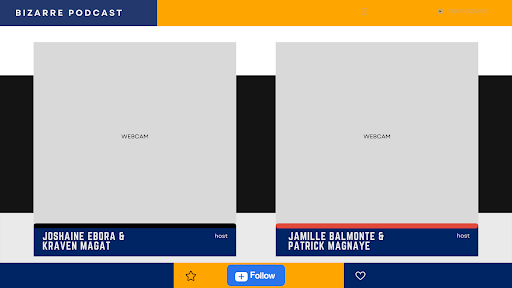 BIZARRE PODCAST
WEBCAM
WEBCAM
JOSHAINE EBORA &
KRAVEN MAGAT
host
JAMILLE BALMONTE &
PATRICK MAGNAYE
host
Follow